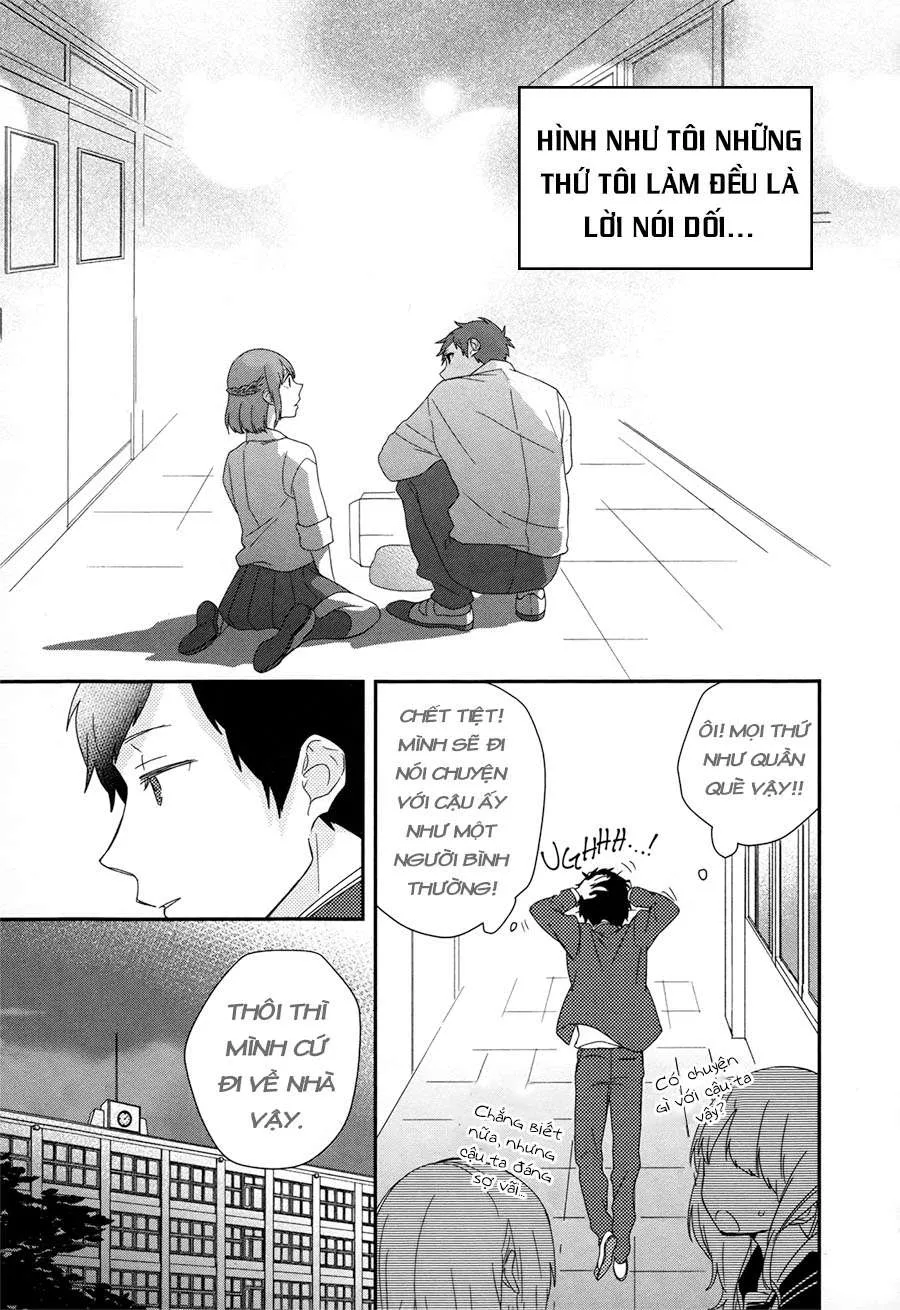 HÌNH NHƯ TÔI NHỮNG
THỨ TÔI LÀM ĐỀU LÀ
LỜI NÓI DỐI...
ÔI! MỌI THỨ
NHƯ QUẦN
QUÈ VẬY!!
UGHHH...!
CHẾT TIỆT!
MÌNH SẼ ĐI
NÓI CHUYỆN
VỚI CẬU ẤY
NHƯ MỘT
NGƯỜI BÌNH
THƯỜNG!
Có chuyện
gì với cậu ta
vậy?
Chẳng biết
nữa, nhưng
cậu ta đáng
sợ vãi...
THÔI THÌ
MÌNH CỨ
ĐI VỀ NHÀ
VẬY.